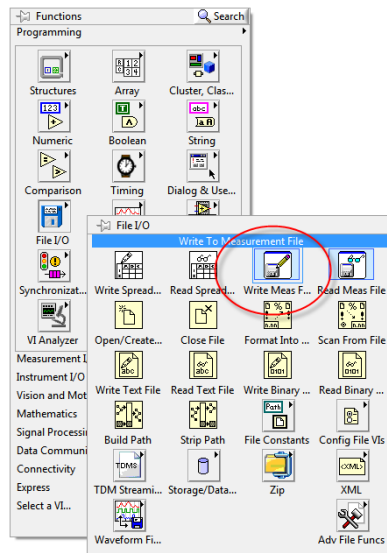 Functions
Search
Programming
Structures
Array
Cluster, Clas...
Numeric
Boolean
String
Comparison
Timing
Dialog & Use...
File I/O
Synchronizat...
VI Analyzer
Measurement I
Instrument I/O
Vision and Mot
Mathematics
Signal Processi
Data Communi
Connectivity
Express
Select a VI...
File I/O
Write To Measurement File
Write Spread...
Read Spread...
Write Meas F...
Read Meas File
Open/Create...
Close File
Format Into ...
Scan From File
Write Text File
Read Text File
Write Binary ...
Read Binary ...
Build Path
Strip Path
File Constants
Config File VIs
TDM Streami...
Storage/Data...
Zip
XML
Waveform Fi...
Adv File Funcs